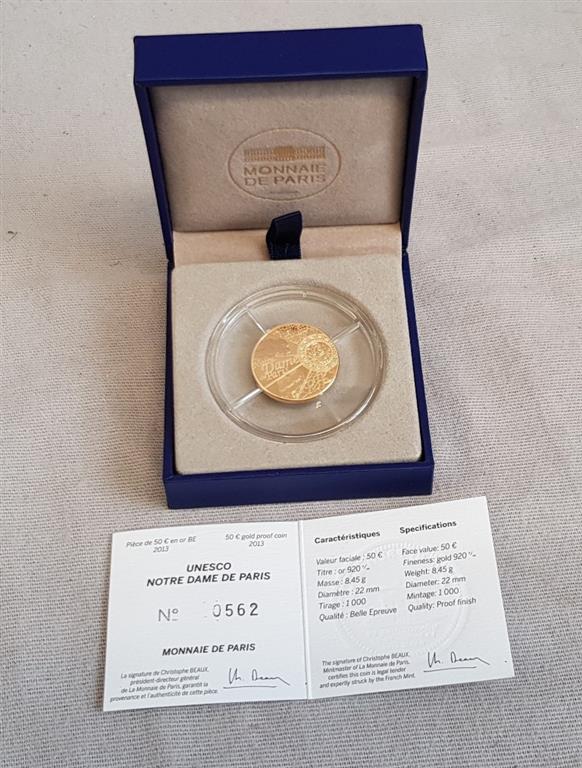 MONNAIE
DE PARIS
Dame
Paris
Pièce de 50 € en or BE
2013
50 € gold proof coin
2013
UNESCO
NOTRE DAME DE PARIS
Nº 0562
MONNAIE DE PARIS
La signature de Christophe BEAUX,
président-directeur général
de La Monnaie de Paris, garantit la
provenance et l'authenticité de cette pièce.
Caractéristiques
Valeur faciale : 50 €
Titre : or 920 ‰
Masse : 8,45 g
Diamètre : 22 mm
Tirage : 1 000
Qualité : Belle Epreuve
Specifications
Face value: 50 €
Fineness: gold 920 ‰
Weight: 8,45 g
Diameter: 22 mm
Mintage: 1 000
Quality: Proof finish
The signature of Christophe BEAUX,
Mintmaster of La Monnaie de Paris,
certifies this coin is legal tender
and expertly struck by the French Mint.